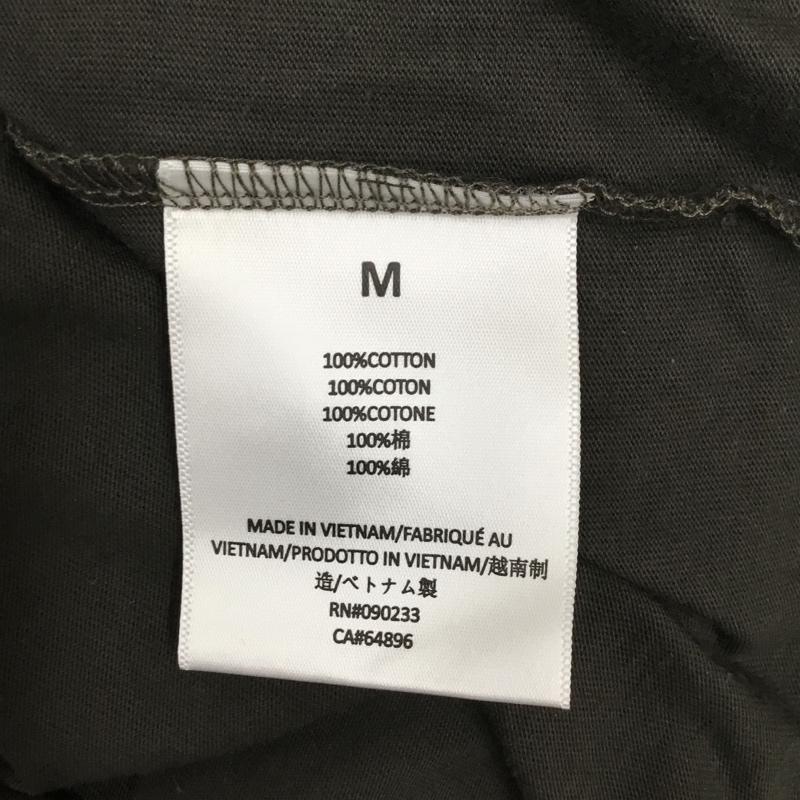 M
100%COTTON
100%COTON
100%COTONE
100%棉
100%綿
MADE IN VIETNAM/FABRIQUÉ AU
VIETNAM/PRODOTTO IN VIETNAM/越南制
造/ベトナム製
RN#090233
CA#64896